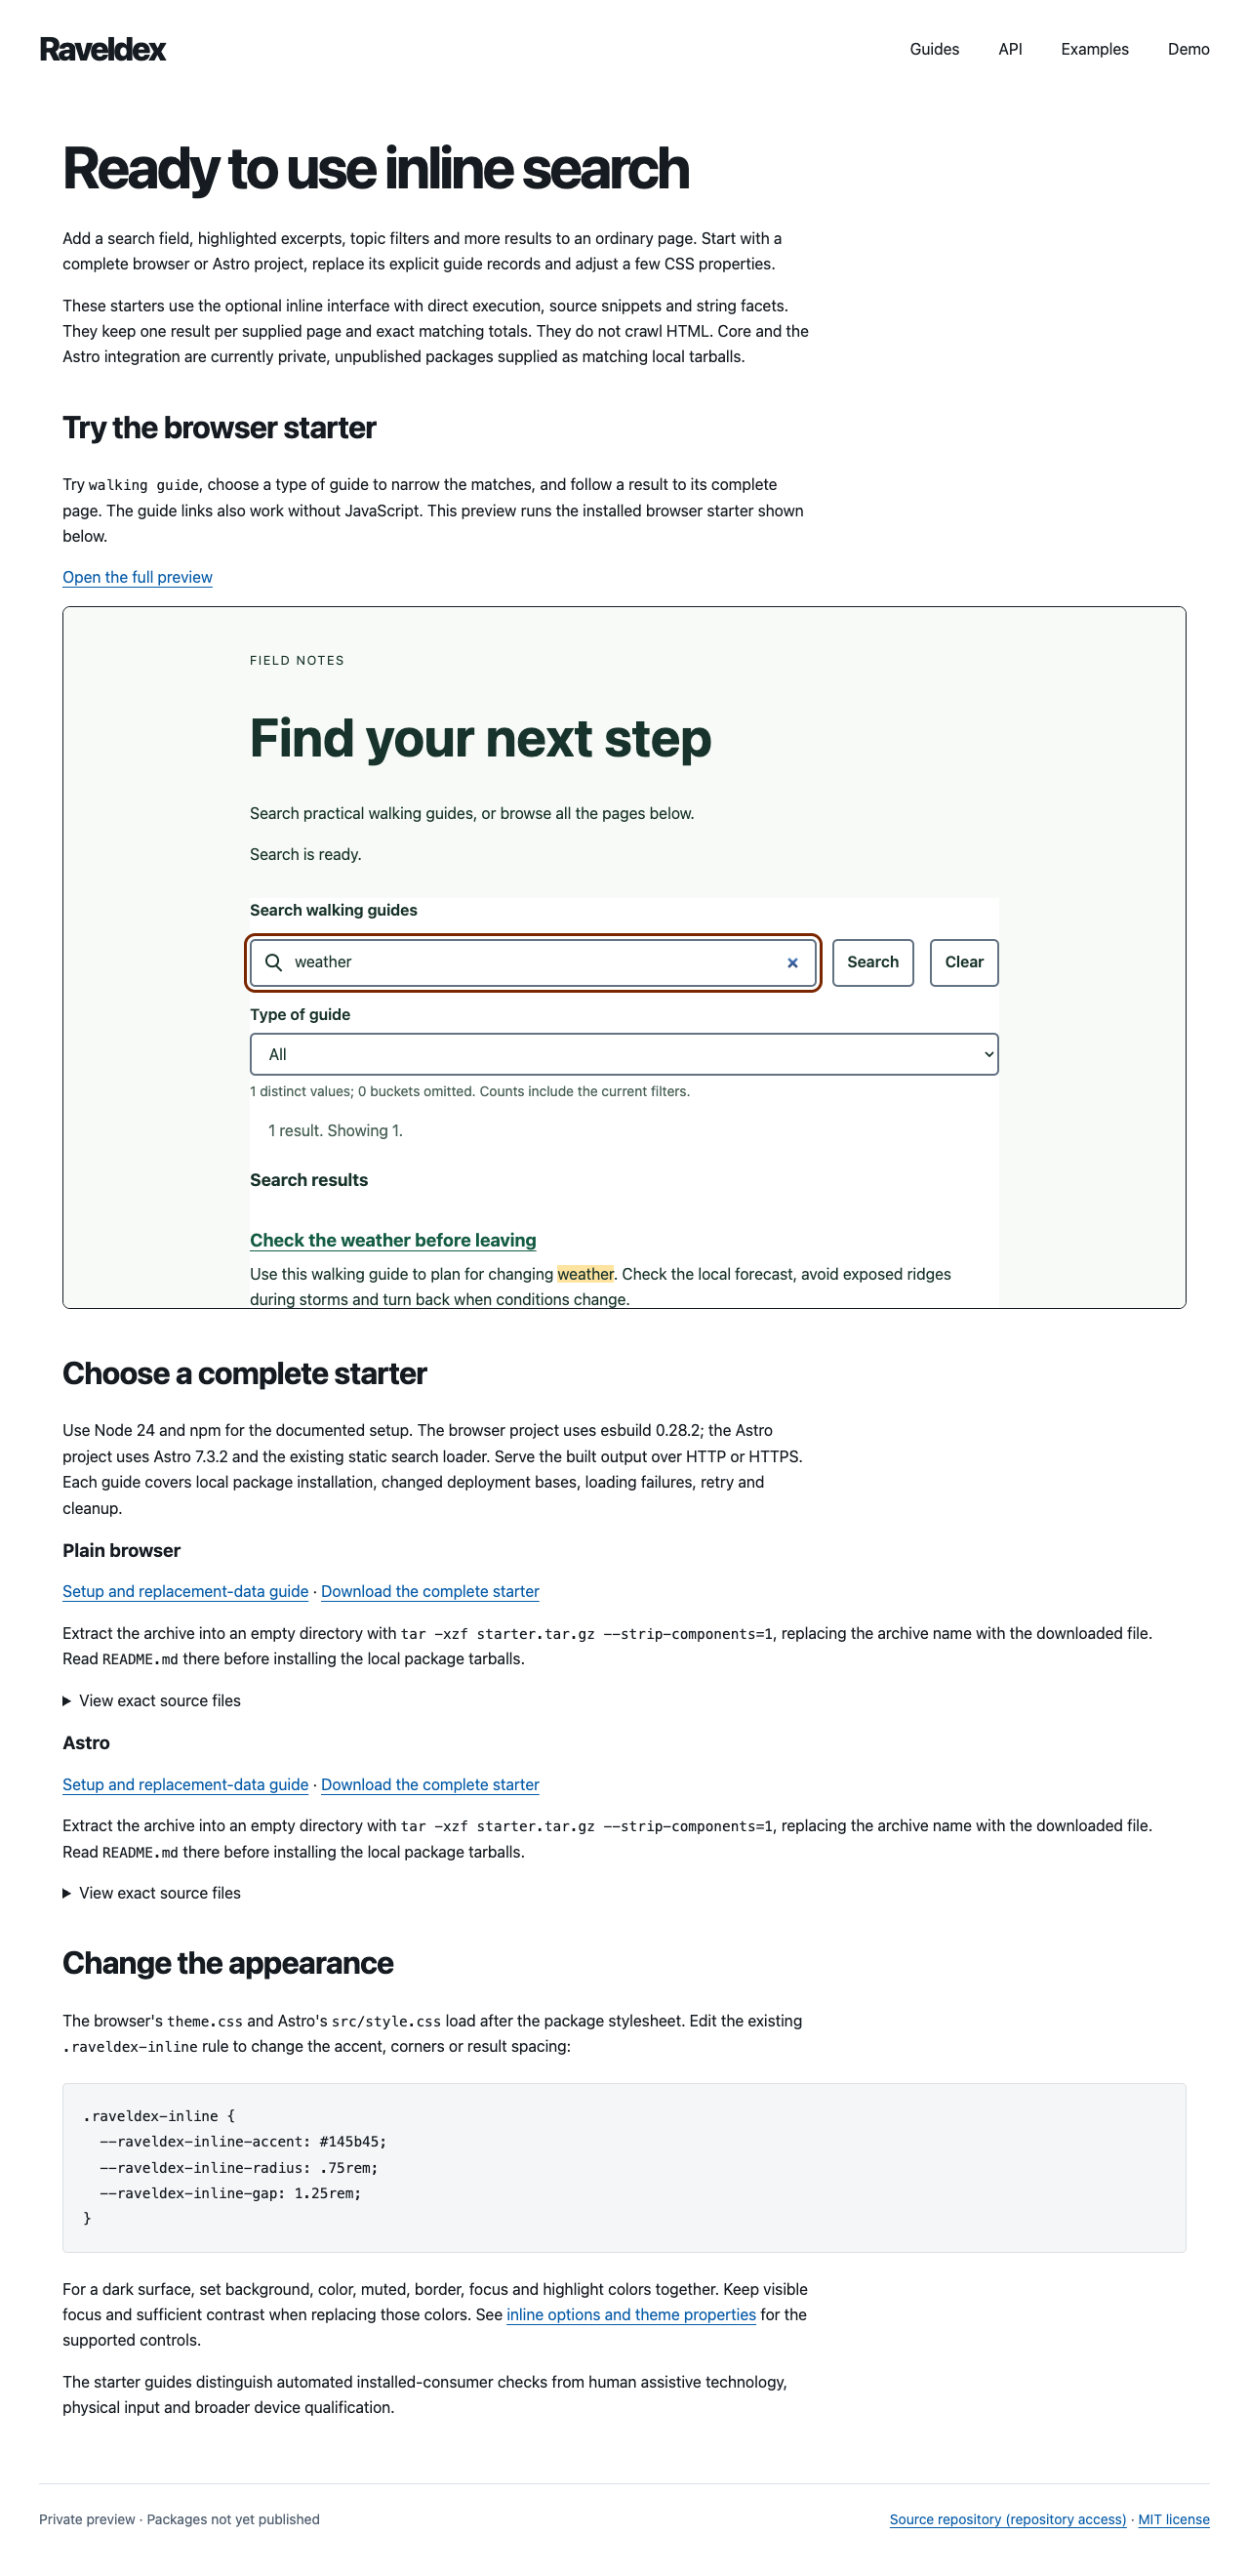 Raveldex
Guides API Examples Demo
Ready to use inline search
Add a search field, highlighted excerpts, topic filters and more results to an ordinary page. Start with a
complete browser or Astro project, replace its explicit guide records and adjust a few CSS properties.
These starters use the optional inline interface with direct execution, source snippets and string facets.
They keep one result per supplied page and exact matching totals. They do not crawl HTML. Core and the
Astro integration are currently private, unpublished packages supplied as matching local tarballs.
Try the browser starter
Try walking guide, choose a type of guide to narrow the matches, and follow a result to its complete
page. The guide links also work without JavaScript. This preview runs the installed browser starter shown
below.
Open the full preview
FIELD NOTES
Find your next step
Search practical walking guides, or browse all the pages below.
Search is ready.
Search walking guides
weather
Search
Clear
Type of guide
All
1 distinct values; 0 buckets omitted. Counts include the current filters.
1 result. Showing 1.
Search results
Check the weather before leaving
Use this walking guide to plan for changing weather. Check the local forecast, avoid exposed ridges
during storms and turn back when conditions change.
Choose a complete starter
Use Node 24 and npm for the documented setup. The browser project uses esbuild 0.28.2; the Astro
project uses Astro 7.3.2 and the existing static search loader. Serve the built output over HTTP or HTTPS.
Each guide covers local package installation, changed deployment bases, loading failures, retry and
cleanup.
Plain browser
Setup and replacement-data guide · Download the complete starter
Extract the archive into an empty directory with tar -xzf starter.tar.gz --strip-components=1, replacing the archive name with the downloaded file.
Read README.md there before installing the local package tarballs.
View exact source files
Astro
Setup and replacement-data guide · Download the complete starter
Extract the archive into an empty directory with tar -xzf starter.tar.gz --strip-components=1, replacing the archive name with the downloaded file.
Read README.md there before installing the local package tarballs.
View exact source files
Change the appearance
The browser's theme.css and Astro's src/style.css load after the package stylesheet. Edit the existing
.raveldex-inline rule to change the accent, corners or result spacing:
.raveldex-inline {
--raveldex-inline-accent: #145b45;
--raveldex-inline-radius: .75rem;
--raveldex-inline-gap: 1.25rem;
}
For a dark surface, set background, color, muted, border, focus and highlight colors together. Keep visible
focus and sufficient contrast when replacing those colors. See inline options and theme properties for the
supported controls.
The starter guides distinguish automated installed-consumer checks from human assistive technology,
physical input and broader device qualification.
Private preview · Packages not yet published
Source repository (repository access) · MIT license